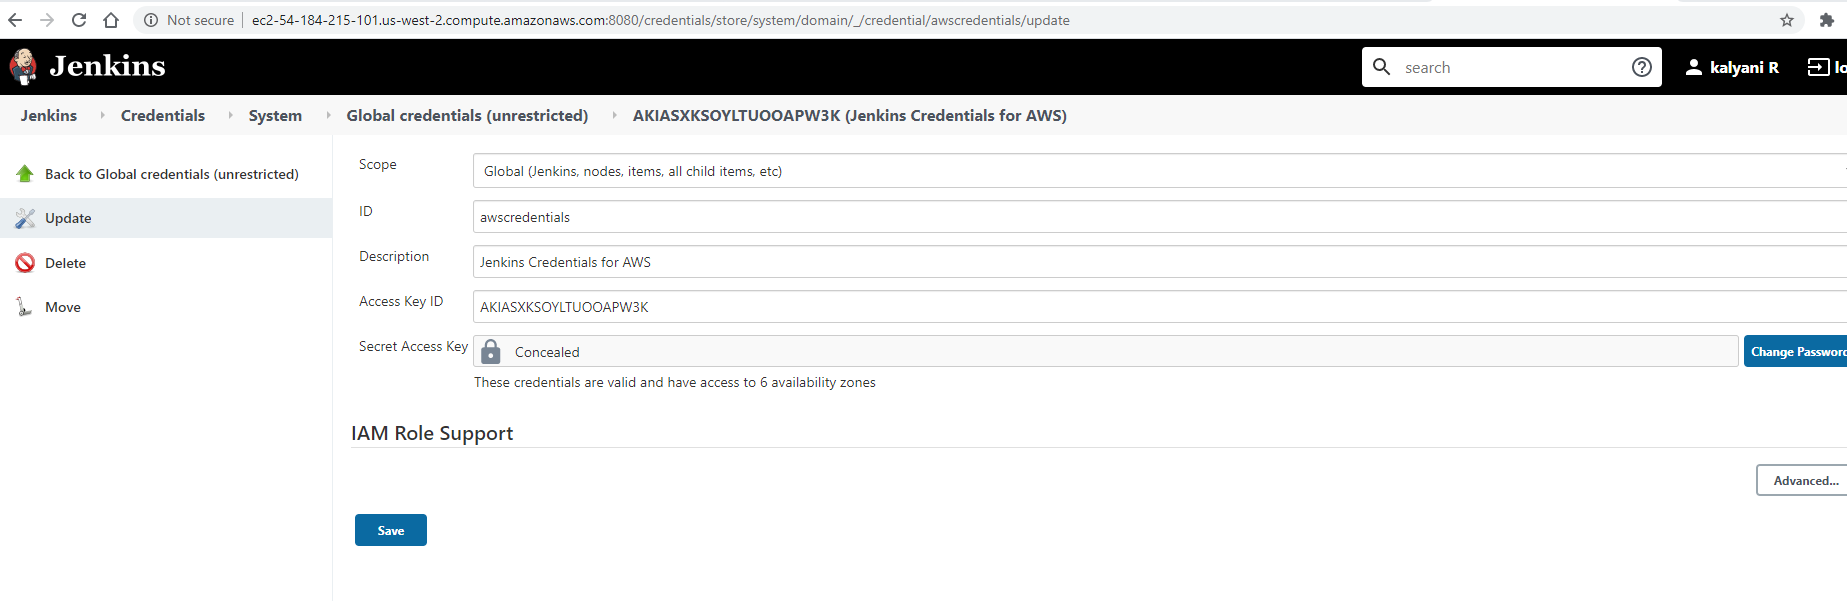 Not secure ec2-54-184-215-101.us-west-2.compute.amazonaws.com:8080/credentials/store/system/domain/_/credential/awscredentials/update
Jenkins search kalyani R lo
Jenkins Credentials System Global credentials (unrestricted) AKIASXKSOYLTUOOAPW3K (Jenkins Credentials for AWS)
Back to Global credentials (unrestricted)
Update
Delete
Move
Scope Global (Jenkins, nodes, items, all child items, etc)
ID awscredentials
Description Jenkins Credentials for AWS
Access Key ID AKIASXKSOYLTUOOAPW3K
Secret Access Key Concealed Change Password
These credentials are valid and have access to 6 availability zones
IAM Role Support
Advanced...
Save